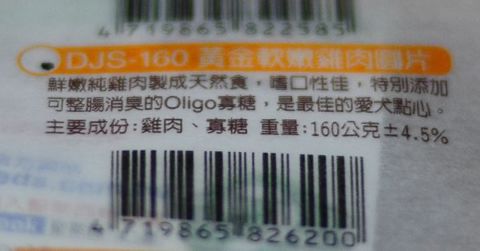 4 719865 822585
DJS-160 黃金軟嫩雞肉圓片
鮮嫩純雞肉製成天然食，嗜口性佳，特別添加
可整腸消臭的Oligo寡糖，是最佳的愛犬點心。
主要成份:雞肉、寡糖 重量:160公克±4.5%
4 719865 826200